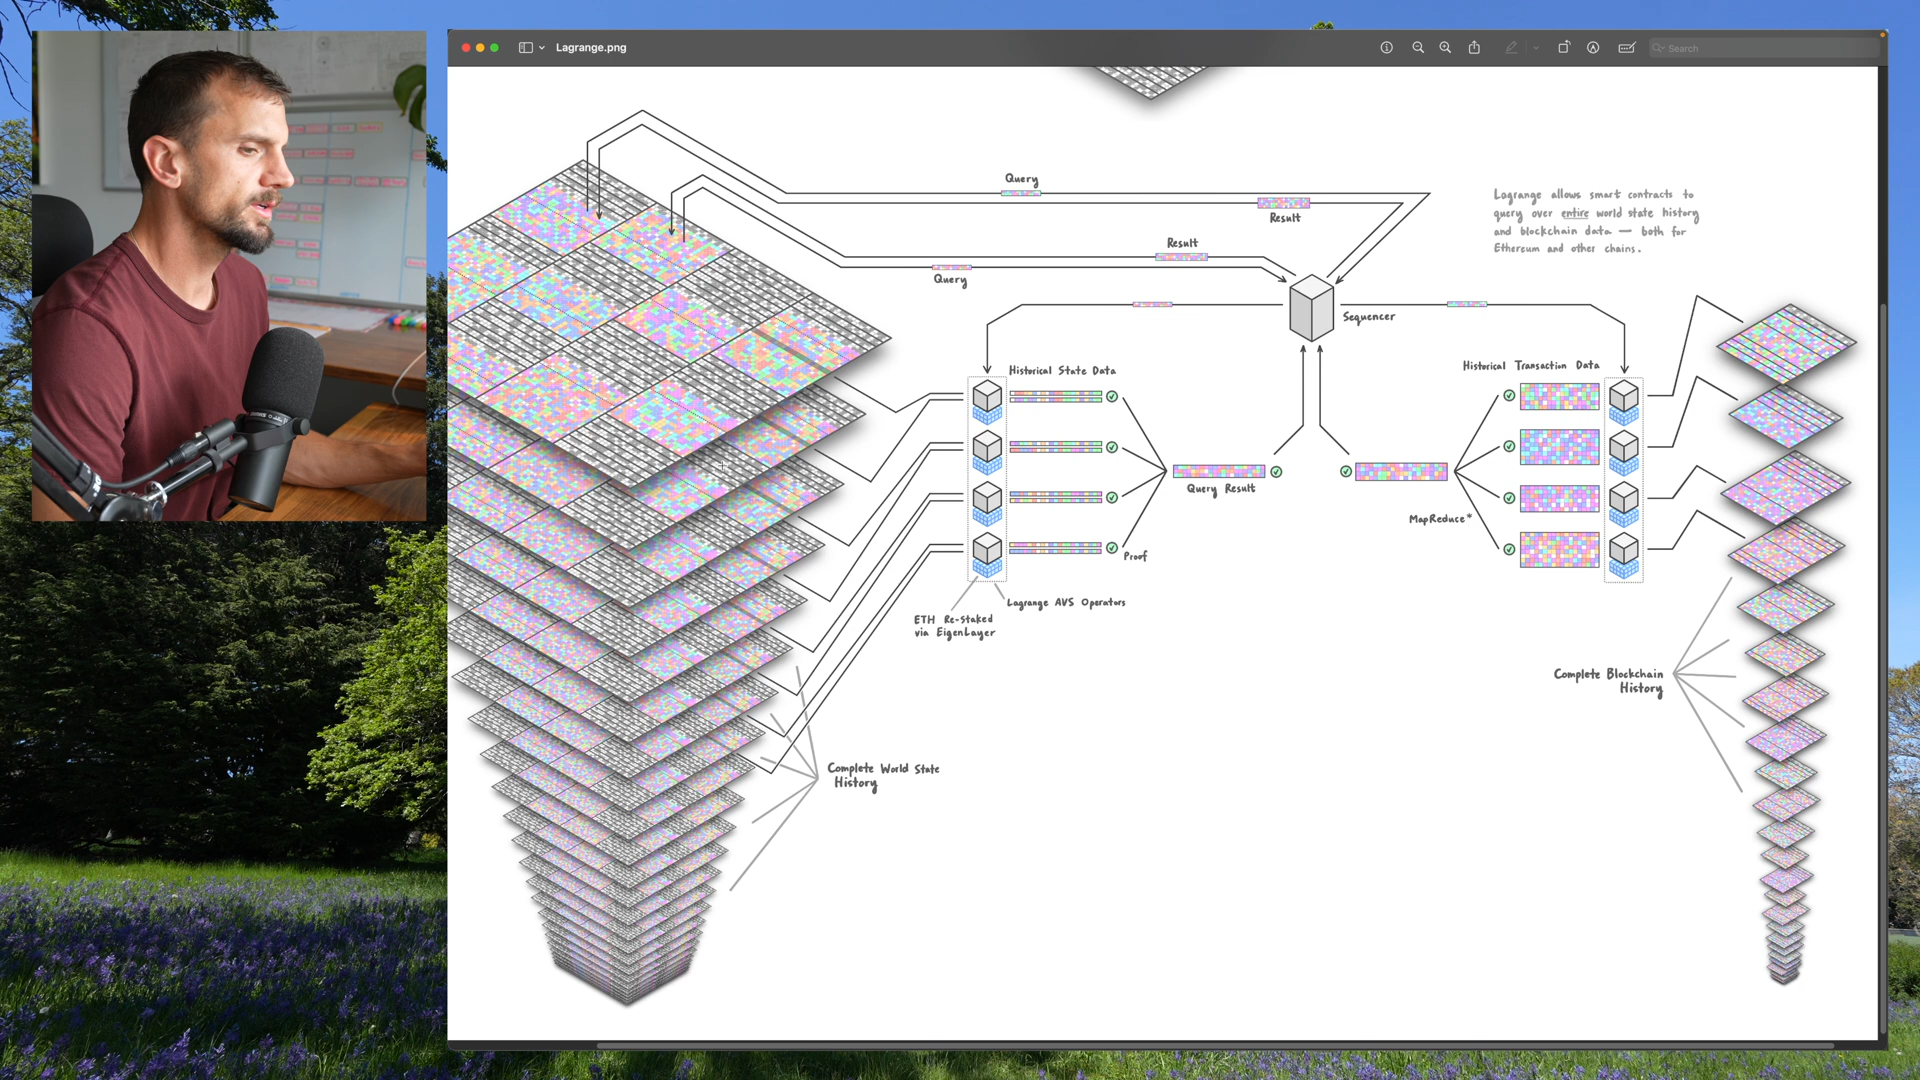 Lagrange.png
Search
Query
Result
Result
Query
Lagrange allows smart contracts to
query over entire world state history
and blockchain data — both for
Ethereum and other chains.
Sequencer
Historical State Data
Historical Transaction Data
Query Result
MapReduce*
Proof
Lagrange AVS Operators
ETH Re-Staked
via EigenLayer
Complete Blockchain
History
Complete World State
History